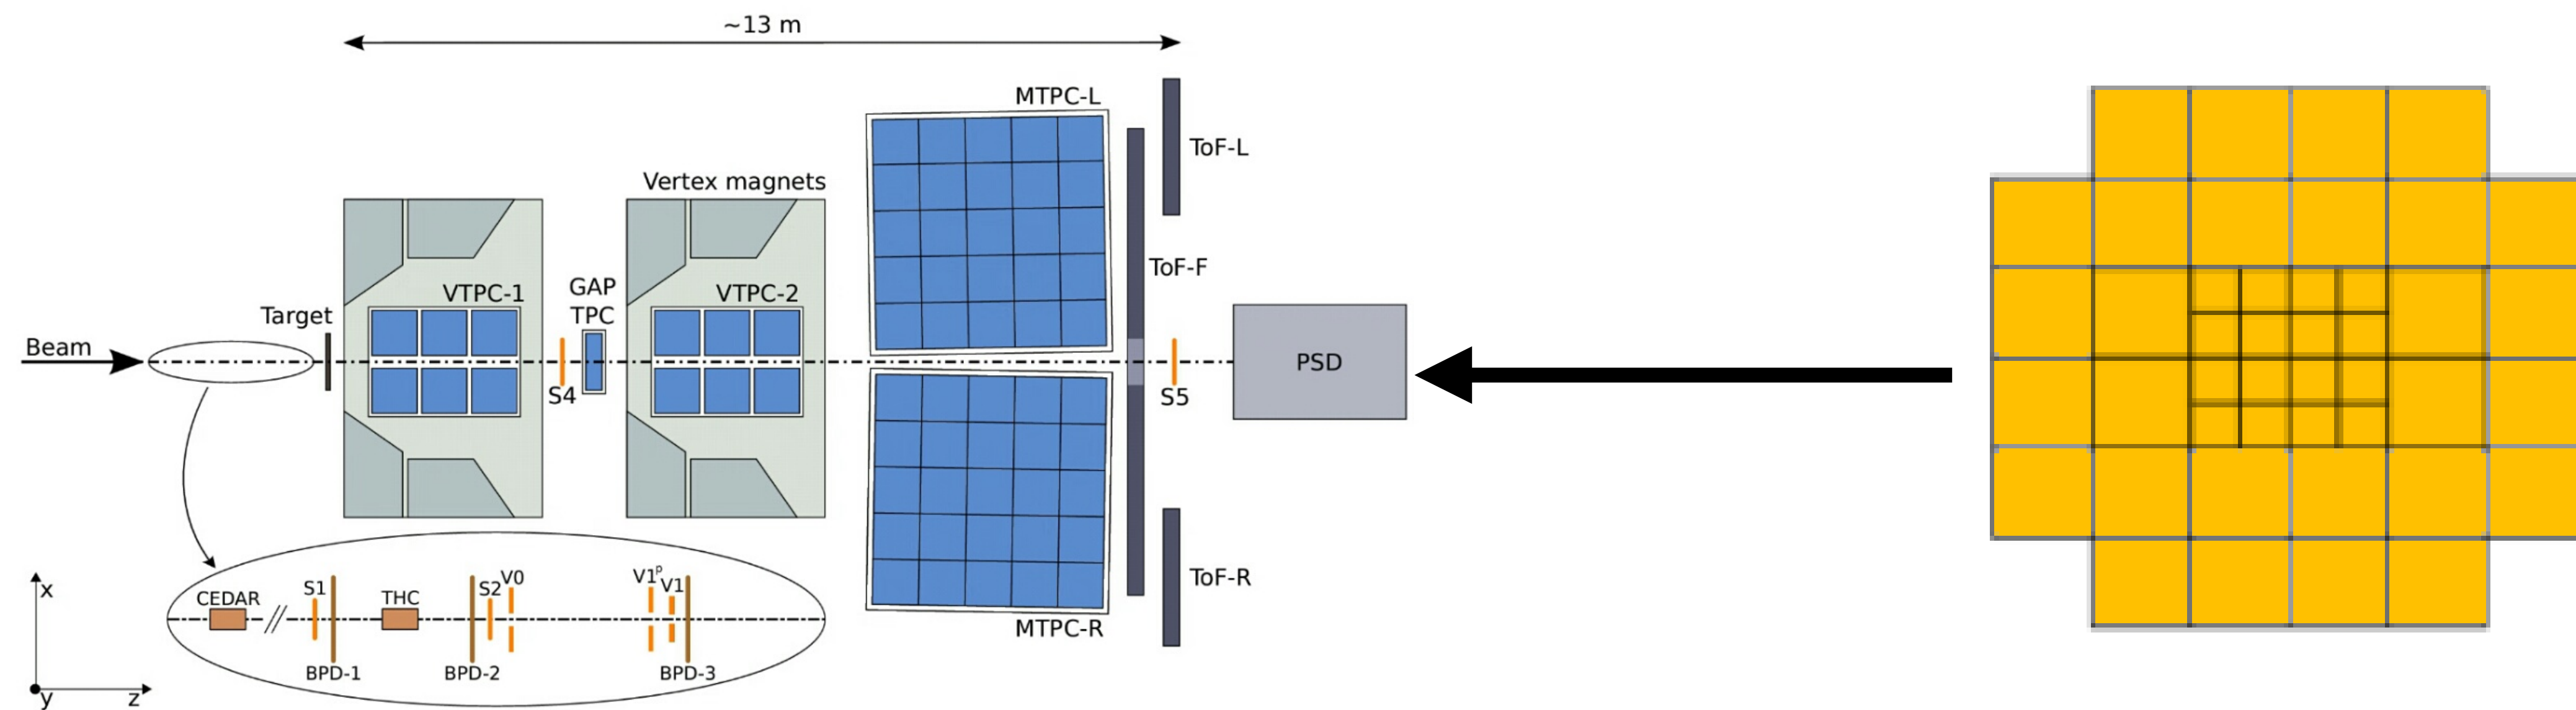 ~13 m
MTPC-L
ToF-L
Vertex magnets
ToF-F
GAP
TPC
VTPC-1
VTPC-2
Target
Beam
PSD
S4
S5
ToF-R
MTPC-R
x
y
z
CEDAR
S1
THC
S2
V0
V1ᵖ
V1
BPD-1
BPD-2
BPD-3